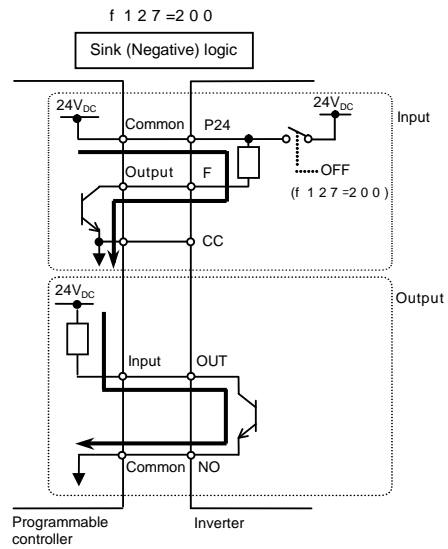 f 1 2 7 =2 0 0
Sink (Negative) logic
24VDC
24VDC
Common
P24
Input
Output
F
OFF
(f 1 2 7 =2 0 0 )
CC
24VDC
Output
Input
OUT
Common
NO
Programmable
controller
Inverter